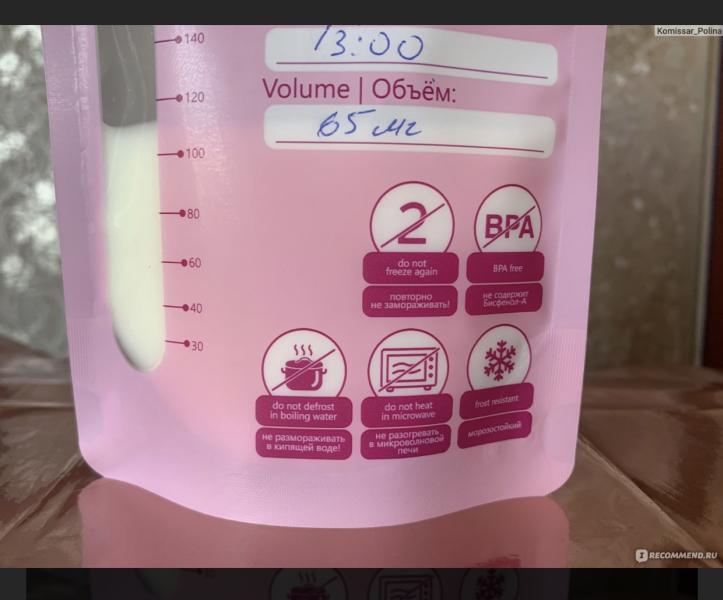 Komissar_Polina
140
13:00
120
Volume | Объём:
65 мг
100
80
60
40
30
2
BPA
do not
freeze again
BPA free
повторно
не замораживать!
не содержит
Бисфенол-А
do not defrost
in boiling water
do not heat
in microwave
frost resistant
не размораживать
в кипящей воде!
не разогревать
в микроволновой
печи
морозостойкий
IRECOMMEND.RU